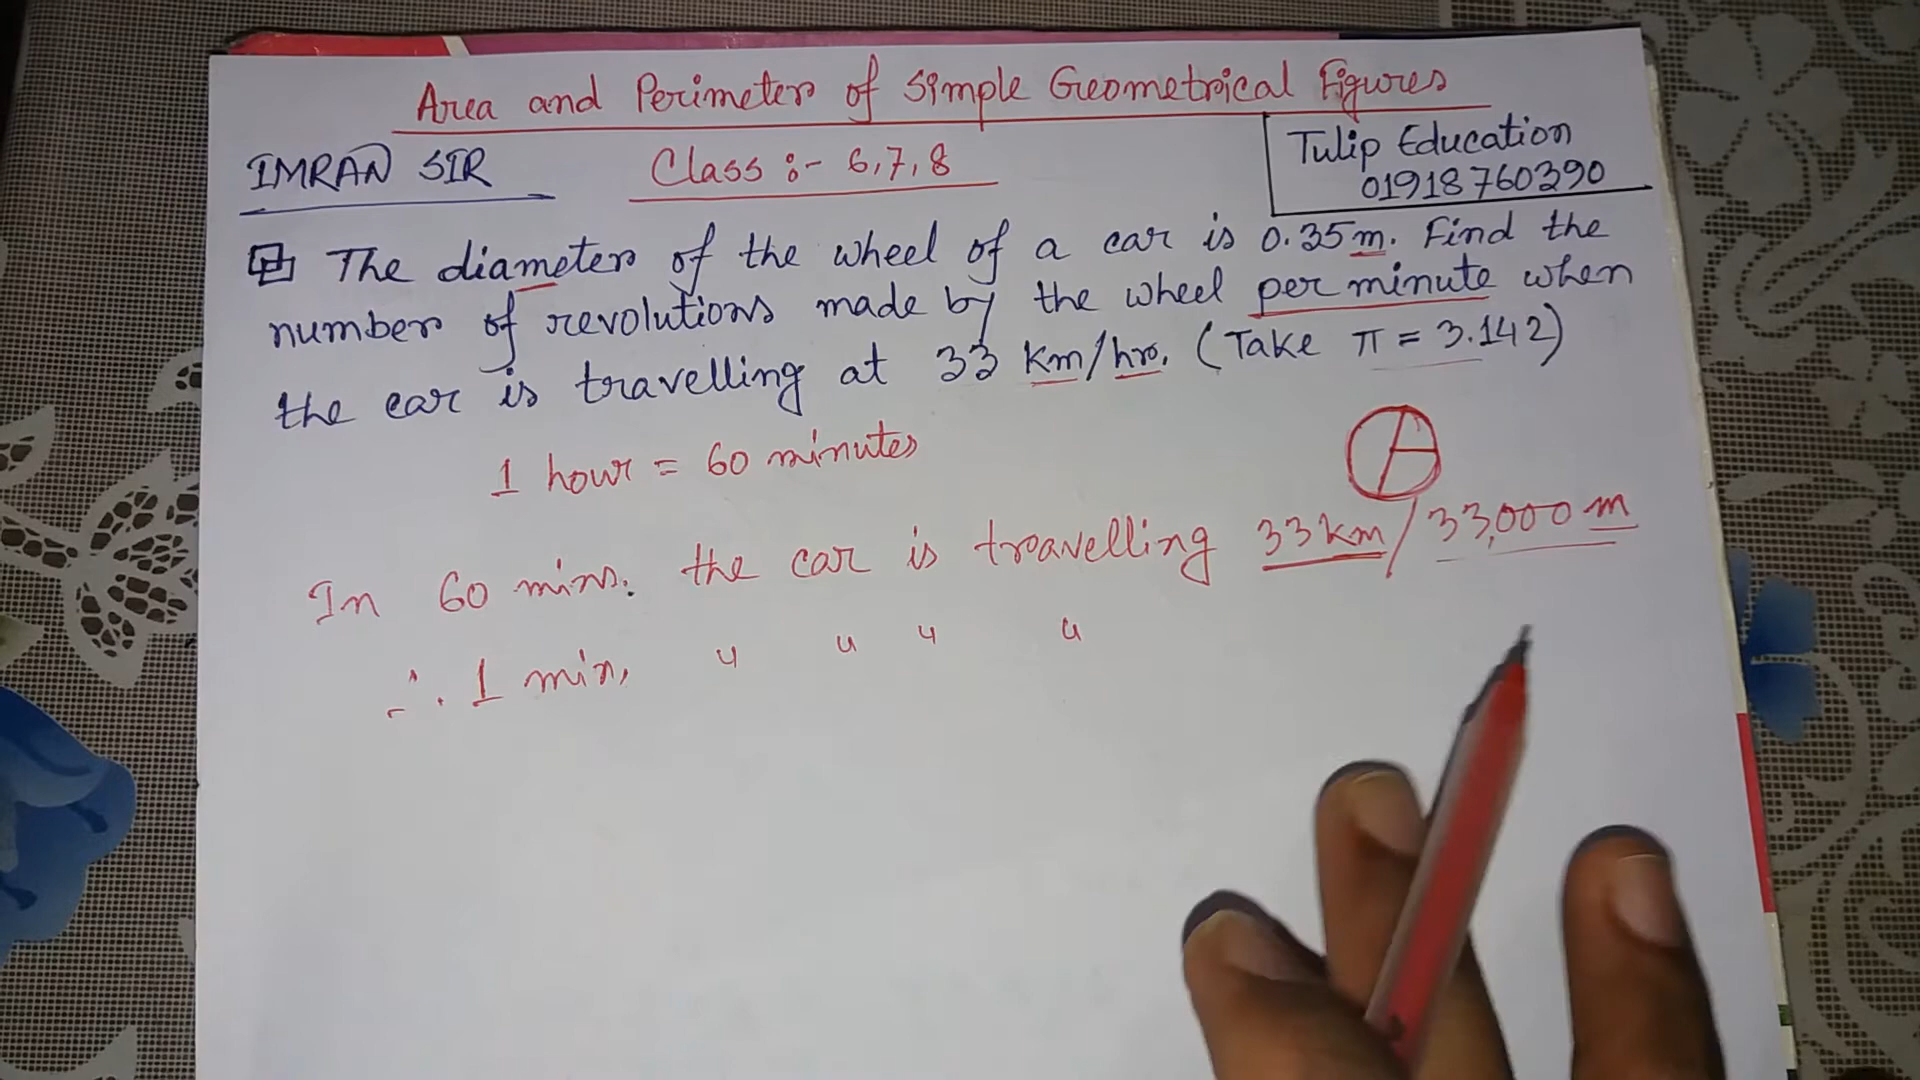 Area and Perimeter of Simple Geometrical Figures
IMRAN SIR
Class :- 6,7,8
Tulip Education
01918760390
The diameter of the wheel of a car is 0.35m. Find the
number of revolutions made by the wheel per minute when
the car is travelling at 33 km/hr. (Take π = 3.142)
1 hour = 60 minutes
In 60 mins. the car is travelling 33km/33,000 m
∴ 1 min, " " " "